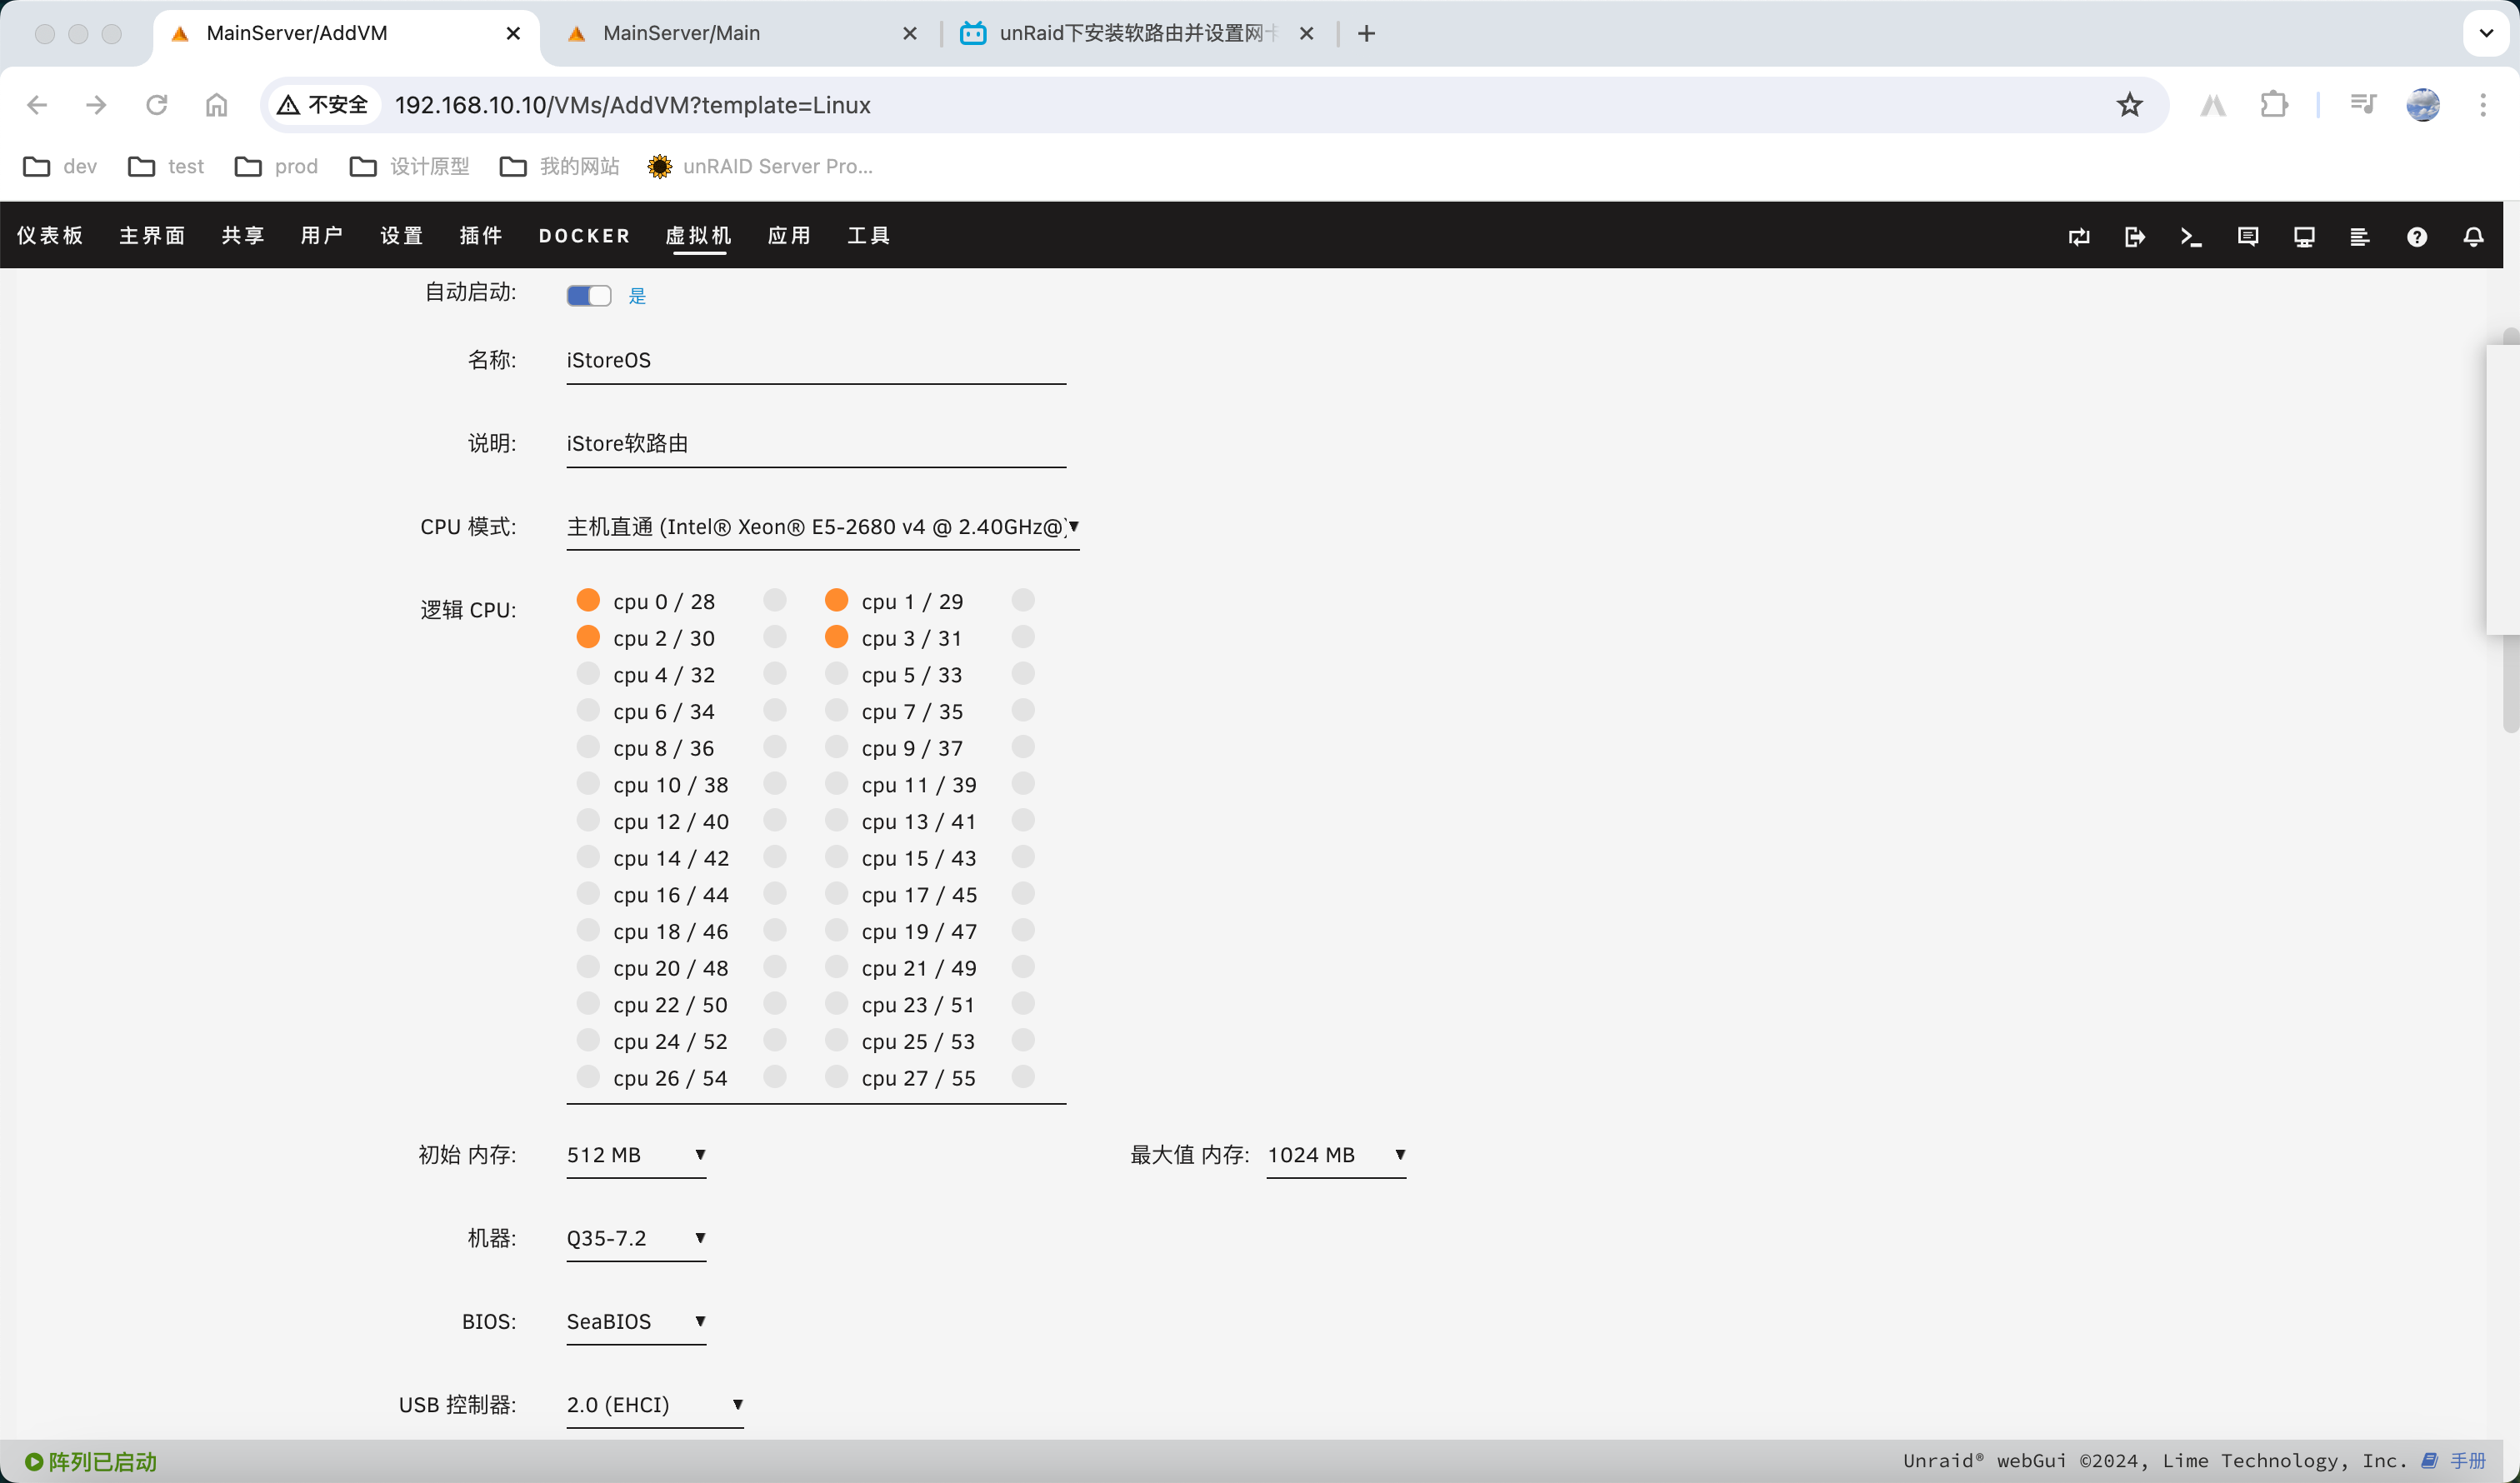 MainServer/AddVM
MainServer/Main
unRaid下安装软路由并设置网卡
不安全
192.168.10.10/VMs/AddVM?template=Linux
dev
test
prod
设计原型
我的网站
unRAID Server Pro...
仪表板
主界面
共享
用户
设置
插件
DOCKER
虚拟机
应用
工具
自动启动:
是
名称:
iStoreOS
说明:
iStore软路由
CPU 模式:
主机直通 (Intel® Xeon® E5-2680 v4 @ 2.40GHz@)
逻辑 CPU:
cpu 0 / 28 cpu 1 / 29
cpu 2 / 30 cpu 3 / 31
cpu 4 / 32 cpu 5 / 33
cpu 6 / 34 cpu 7 / 35
cpu 8 / 36 cpu 9 / 37
cpu 10 / 38 cpu 11 / 39
cpu 12 / 40 cpu 13 / 41
cpu 14 / 42 cpu 15 / 43
cpu 16 / 44 cpu 17 / 45
cpu 18 / 46 cpu 19 / 47
cpu 20 / 48 cpu 21 / 49
cpu 22 / 50 cpu 23 / 51
cpu 24 / 52 cpu 25 / 53
cpu 26 / 54 cpu 27 / 55
初始 内存:
512 MB
最大值 内存:
1024 MB
机器:
Q35-7.2
BIOS:
SeaBIOS
USB 控制器:
2.0 (EHCI)
阵列已启动
Unraid® webGui ©2024, Lime Technology, Inc. 手册